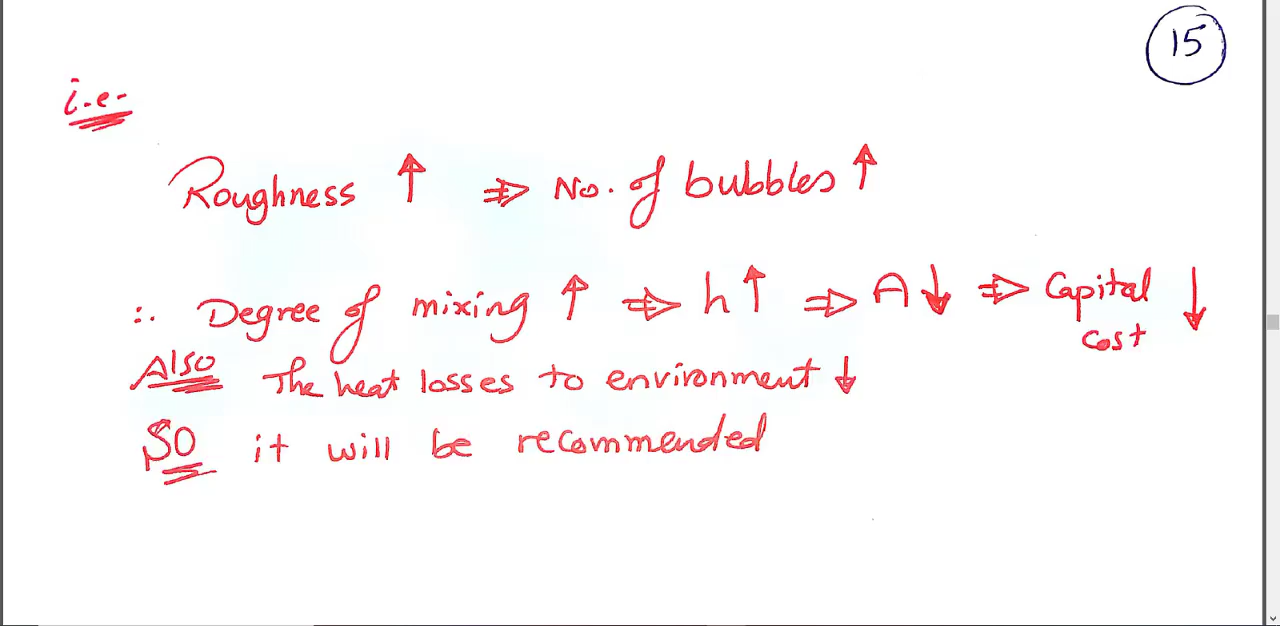 15
i.e.
Roughness ↑ ⇒ No. of bubbles ↑
∴ Degree of mixing ↑ ⇒ h↑ ⇒ A↓ ⇒ Capital cost ↓
Also The heat losses to environment ↓
SO it will be recommended